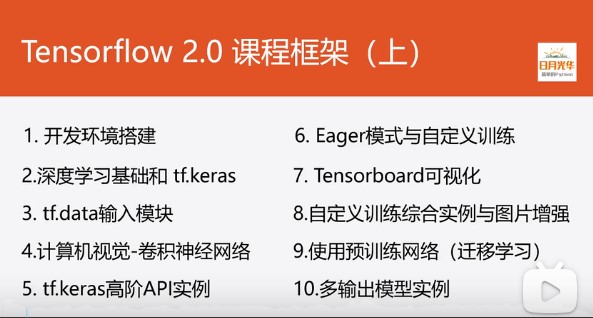 Tensorflow 2.0 课程框架（上）
日月光华
1. 开发环境搭建
2.深度学习基础和 tf.keras
3. tf.data输入模块
4.计算机视觉-卷积神经网络
5. tf.keras高阶API实例
6. Eager模式与自定义训练
7. Tensorboard可视化
8.自定义训练综合实例与图片增强
9.使用预训练网络（迁移学习）
10.多输出模型实例